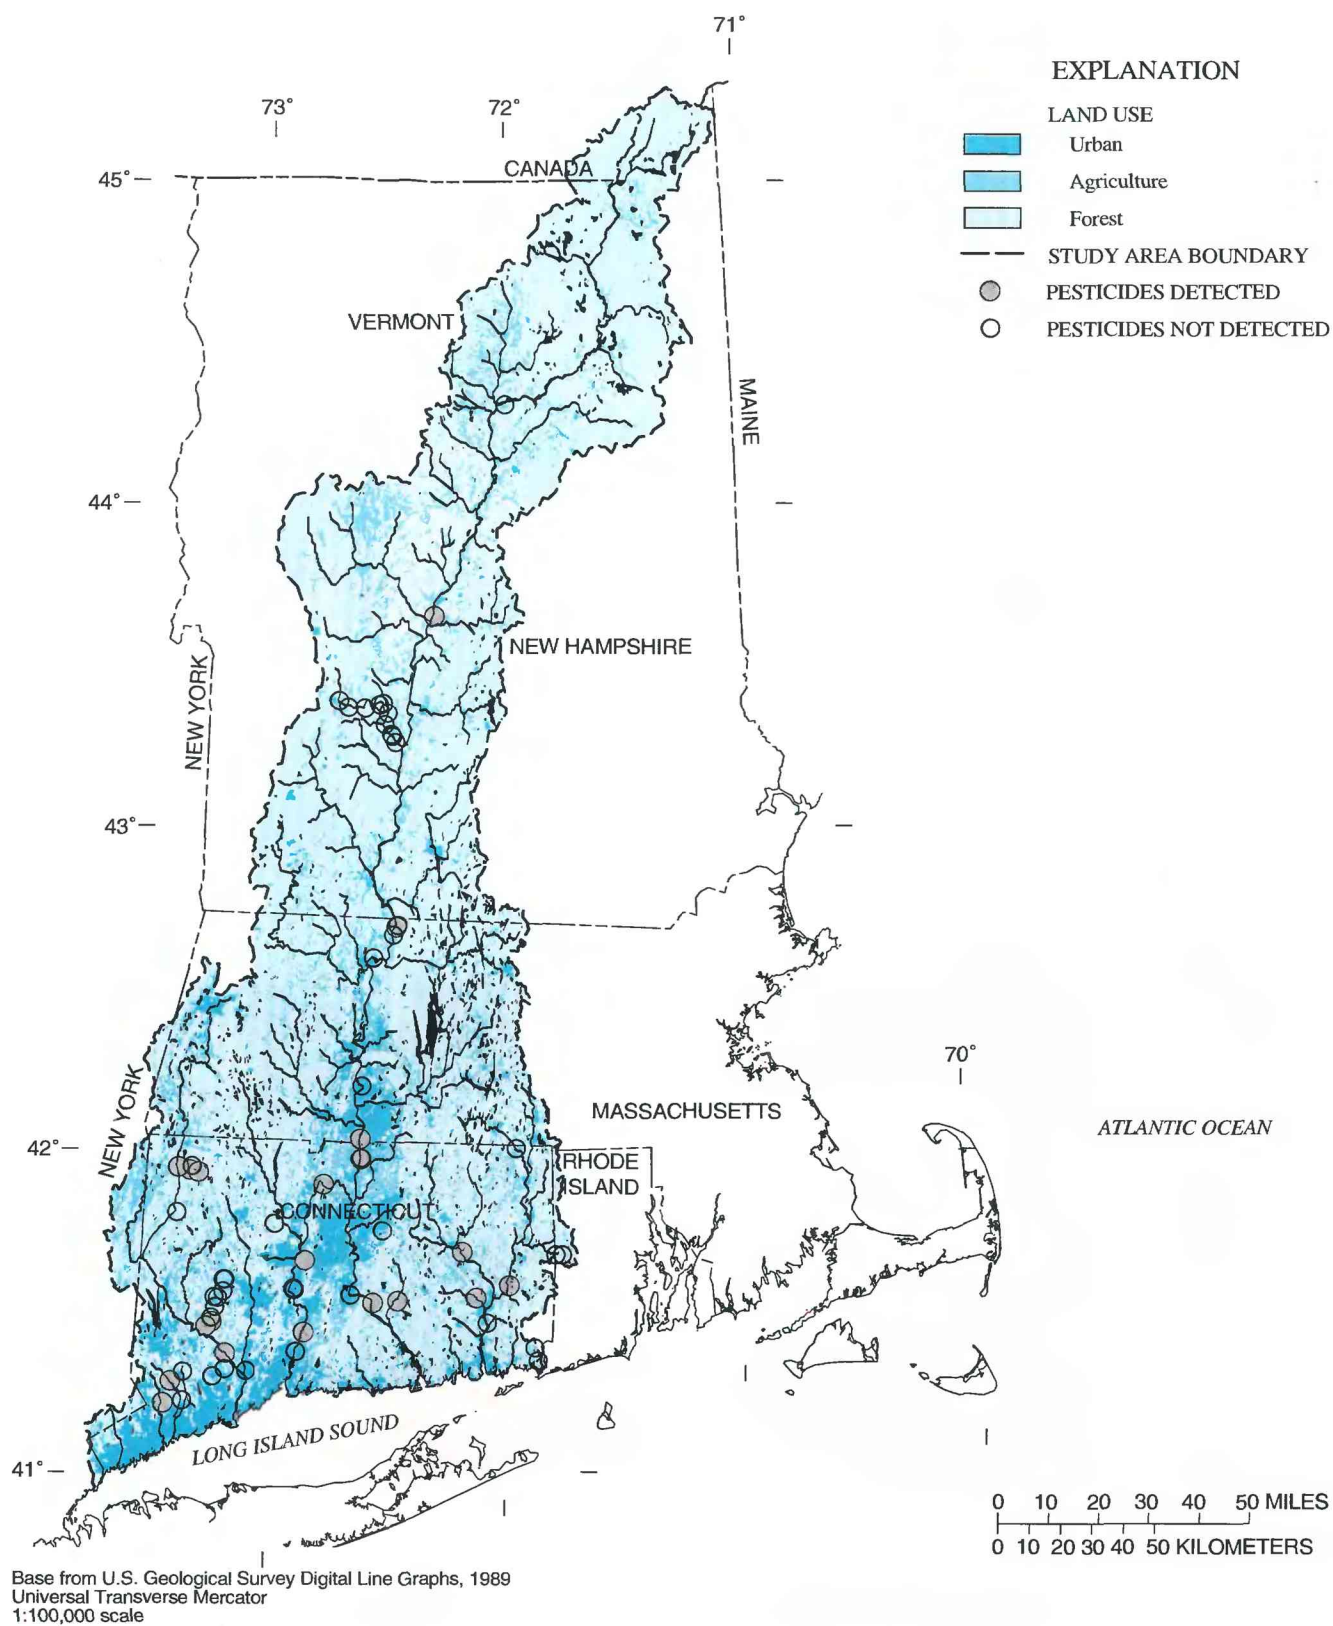 71°
EXPLANATION
LAND USE
Urban
Agriculture
Forest
STUDY AREA BOUNDARY
PESTICIDES DETECTED
PESTICIDES NOT DETECTED
73°
72°
CANADA
45°
VERMONT
MAINE
44°
NEW HAMPSHIRE
NEW YORK
43°
70°
NEW YORK
MASSACHUSETTS
ATLANTIC OCEAN
42°
RHODE
ISLAND
CONNECTICUT
LONG ISLAND SOUND
41°
0 10 20 30 40 50 MILES
0 10 20 30 40 50 KILOMETERS
Base from U.S. Geological Survey Digital Line Graphs, 1989
Universal Transverse Mercator
1:100,000 scale